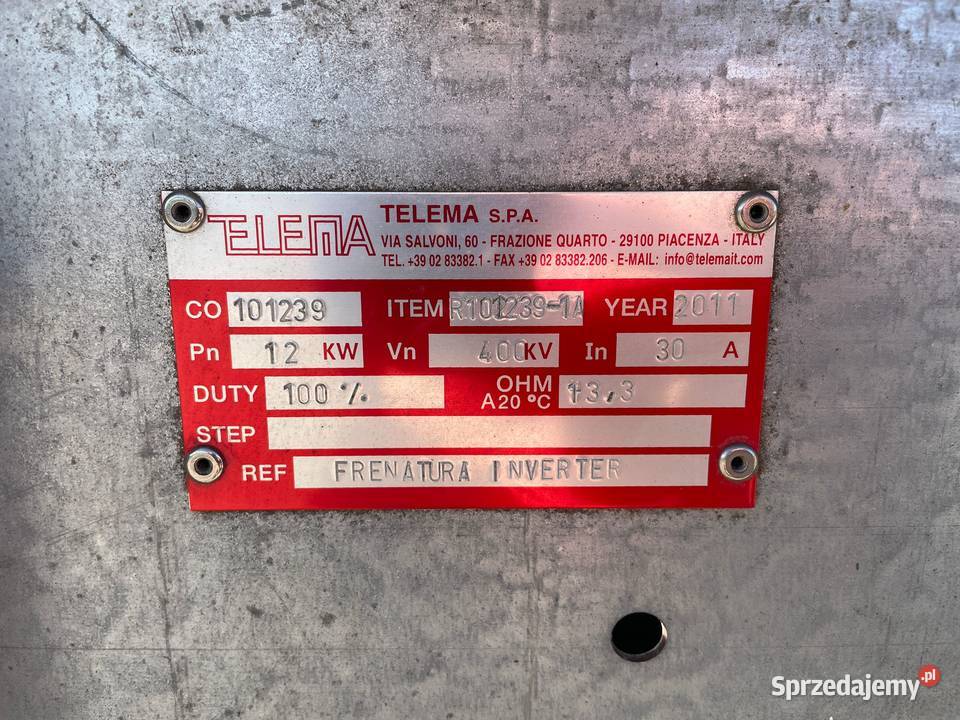 TELEMA
TELEMA S.P.A.
VIA SALVONI, 60 - FRAZIONE QUARTO - 29100 PIACENZA - ITALY
TEL. +39 02 83382.1 - FAX +39 02 83382.206 - E-MAIL: info@telemait.com
CO 101239 ITEM R101239-1A YEAR 2011
Pn 12 KW Vn 400KV In 30 A
DUTY 100 % OHM A20 °C 13,3
STEP
REF FRENATURA INVERTER
Sprzedajemy.pl